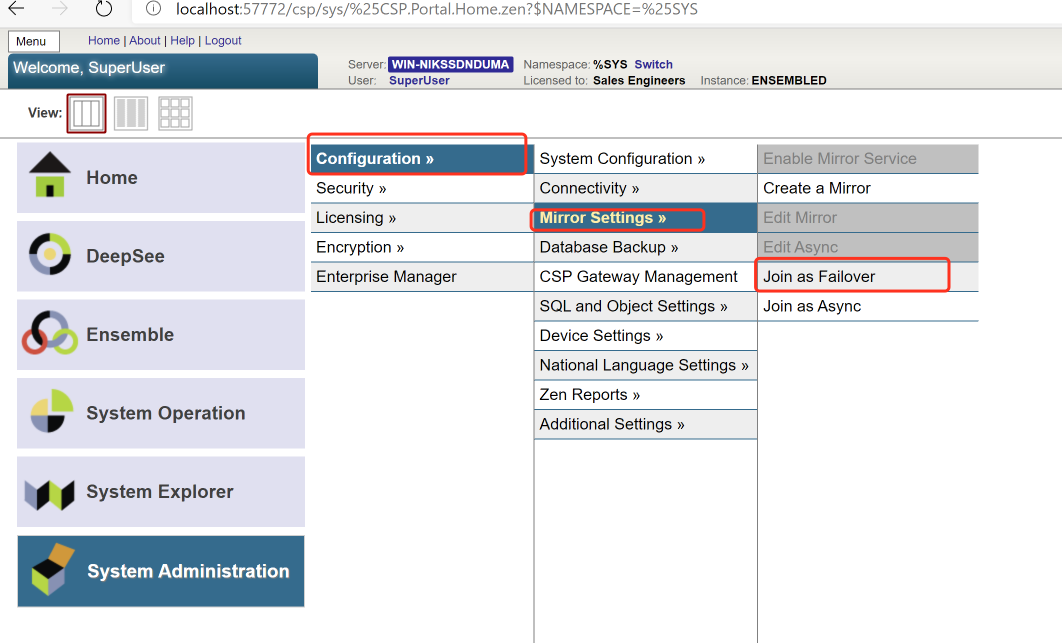 localhost:57772/csp/sys/%25CSP.Portal.Home.zen?$NAMESPACE=%25SYS
Menu
Home | About | Help | Logout
Welcome, SuperUser
Server: WIN-NIKSSDNDUMA Namespace: %SYS Switch
User: SuperUser Licensed to: Sales Engineers Instance: ENSEMBLED
View:
Home
DeepSee
Ensemble
System Operation
System Explorer
System Administration
Configuration »
Security »
Licensing »
Encryption »
Enterprise Manager
System Configuration »
Connectivity »
Mirror Settings »
Database Backup »
CSP Gateway Management
SQL and Object Settings »
Device Settings »
National Language Settings »
Zen Reports »
Additional Settings »
Enable Mirror Service
Create a Mirror
Edit Mirror
Edit Async
Join as Failover
Join as Async